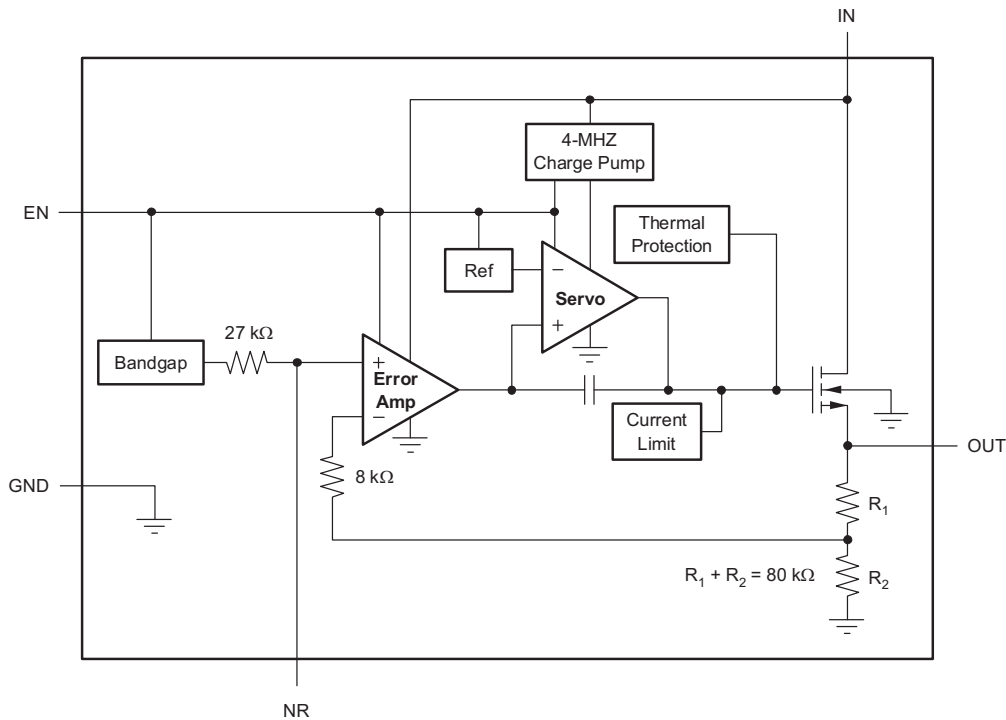 IN
4-MHZ
Charge Pump
EN
Thermal
Protection
Ref
−
Servo
+
27 kΩ
Bandgap
+
Error
Amp
−
Current
Limit
OUT
8 kΩ
GND
R1
R1 + R2 = 80 kΩ
R2
NR